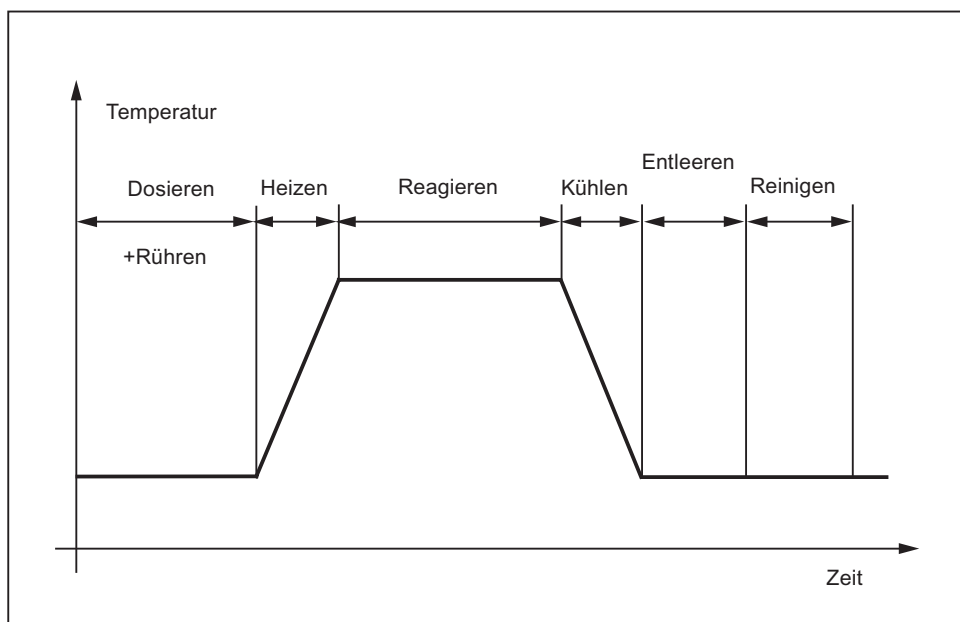 Temperatur
Entleeren
Dosieren
Heizen
Reagieren
Kühlen
Reinigen
+Rühren
Zeit